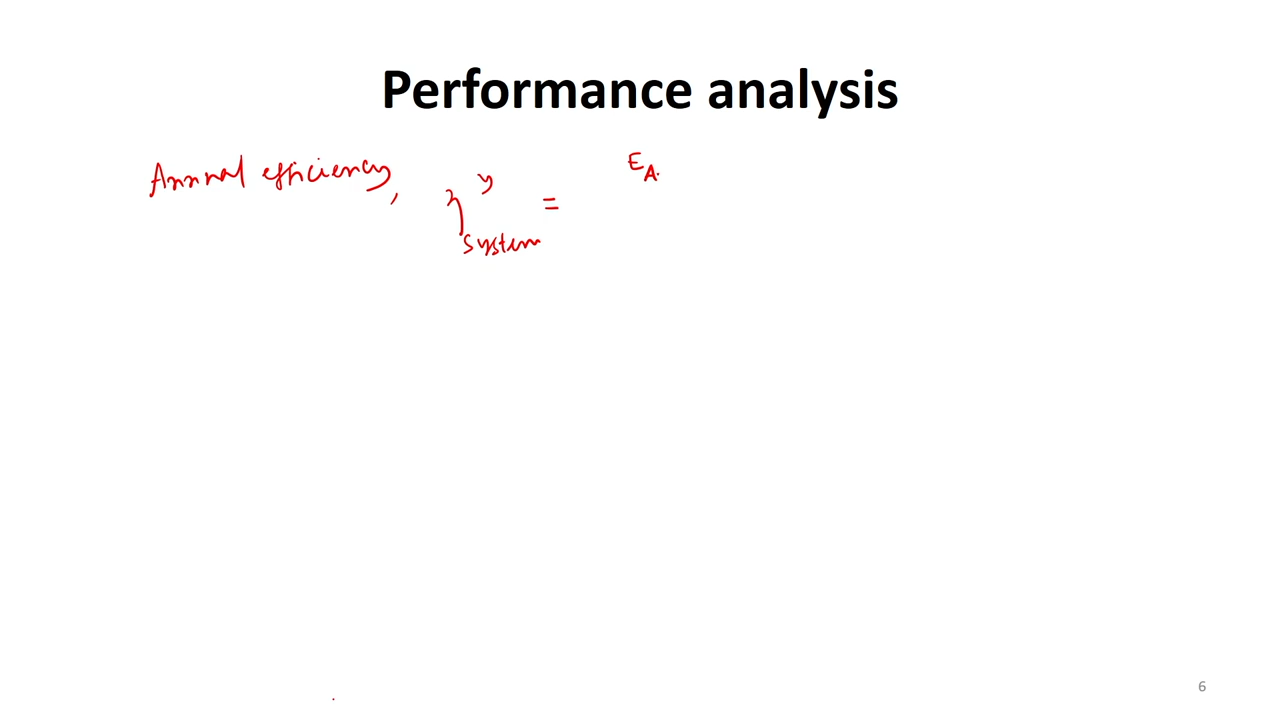 Performance analysis
Annual efficiency, η^y_system = E_A.
6